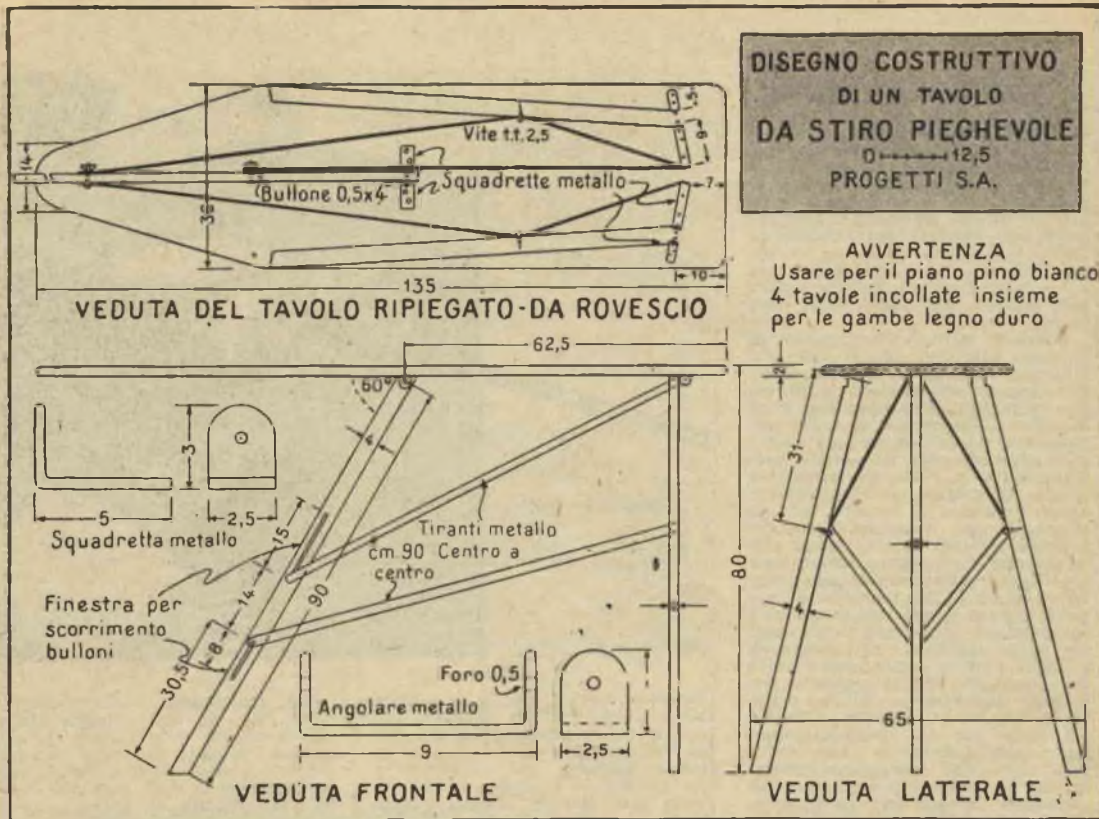 DISEGNO COSTRUTTIVO
DI UN TAVOLO
DA STIRO PIEGHEVOLE
0 12,5
PROGETTI S.A.
14
36
Vite t.t. 2,5
Bullone 0,5x4
Squadrette metallo
1,5
7
10
135
VEDUTA DEL TAVOLO RIPIEGATO-DA ROVESCIO
AVVERTENZA
Usare per il piano pino bianco
4 tavole incollate insieme
per le gambe legno duro
62,5
60°
4
3
5
2,5
Squadretta metallo
15
14
90
8
30,5
Tiranti metallo
cm. 90 Centro a
centro
Finestra per
scorrimento
bulloni
Foro 0,5
Angolare metallo
9
2,5
80
2
31
4
65
VEDUTA FRONTALE
VEDUTA LATERALE